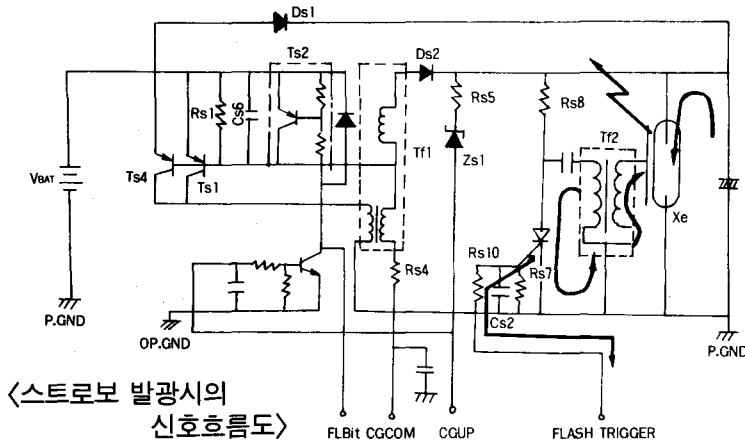 Ds1
Ts2
Ds2
Rs1
Cs6
Rs5
Rs8
Zs1
Tf1
Tf2
VBAT
Ts4
Ts1
Xe
Rs4
Rs10
Rs7
Cs2
P.GND
OP.GND
P.GND
〈스트로보 발광시의
신호흐름도〉
FLBit CGCOM CGUP FLASH TRIGGER